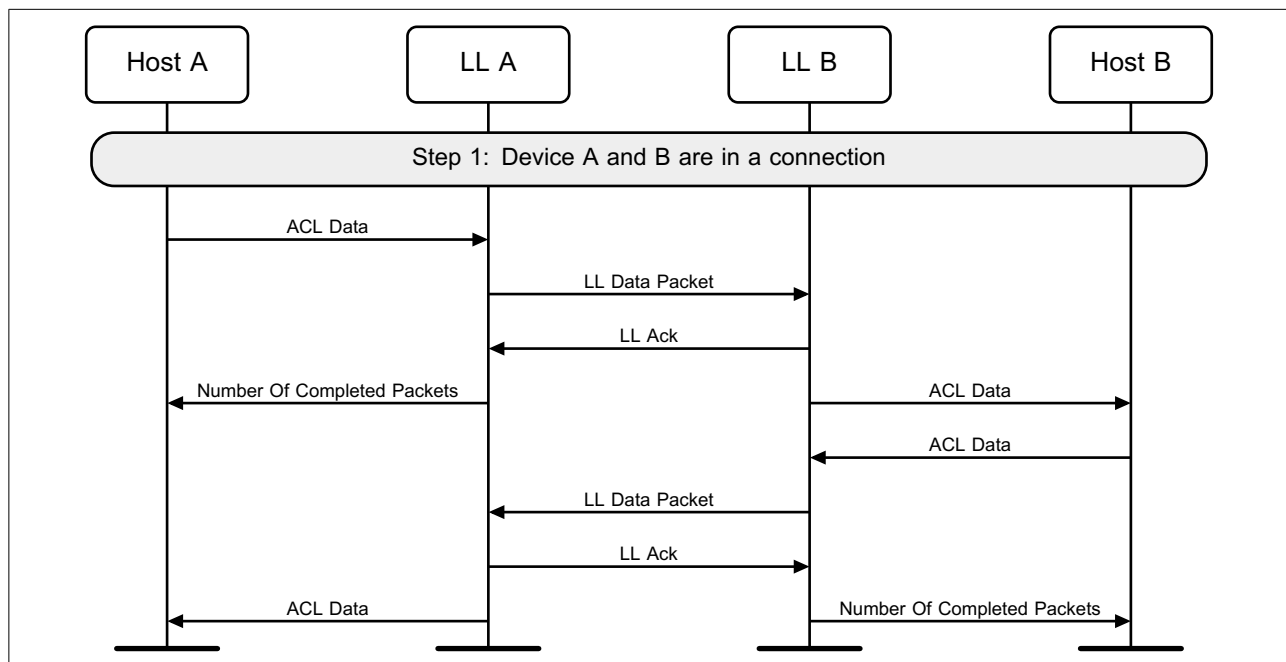 Host A
LL A
LL B
Host B
Step 1: Device A and B are in a connection
ACL Data
LL Data Packet
LL Ack
Number Of Completed Packets
ACL Data
ACL Data
LL Data Packet
LL Ack
ACL Data
Number Of Completed Packets